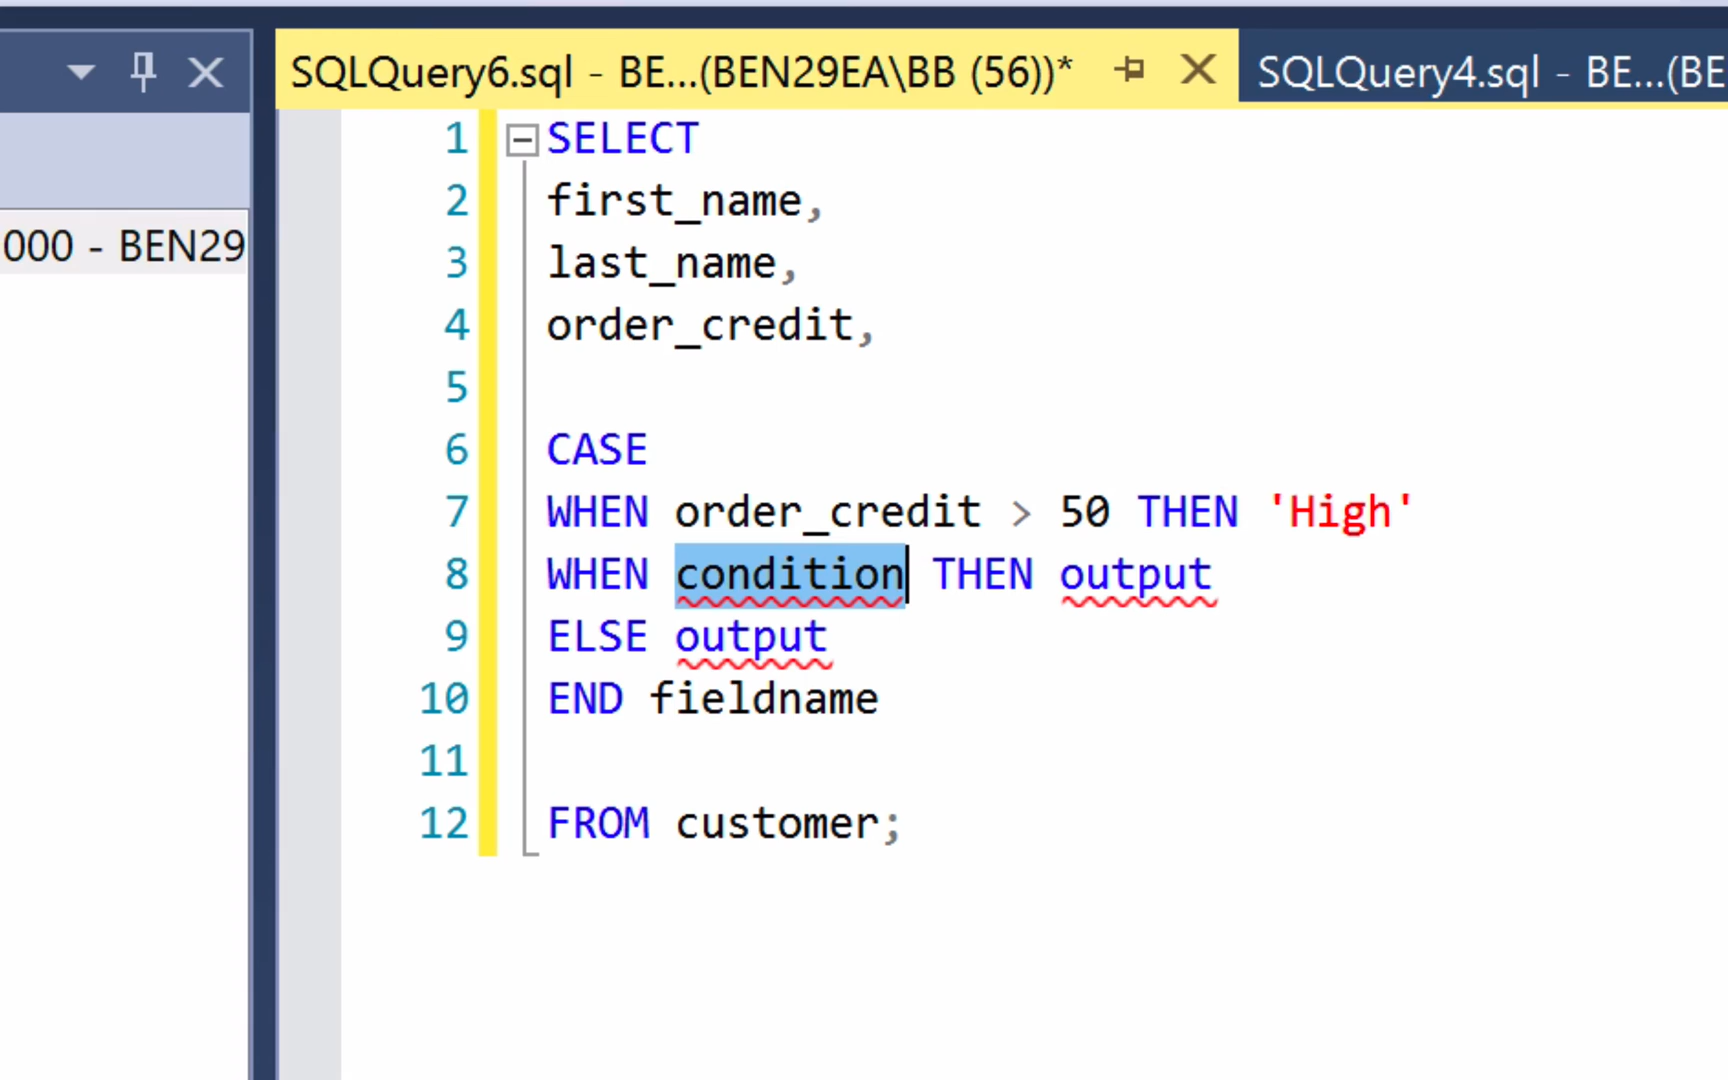 SQLQuery6.sql - BE...(BEN29EA\BB (56))*
SQLQuery4.sql - BE...(BE
000 - BEN29
1 SELECT
2 first_name,
3 last_name,
4 order_credit,
5
6 CASE
7 WHEN order_credit > 50 THEN 'High'
8 WHEN condition THEN output
9 ELSE output
10 END fieldname
11
12 FROM customer;